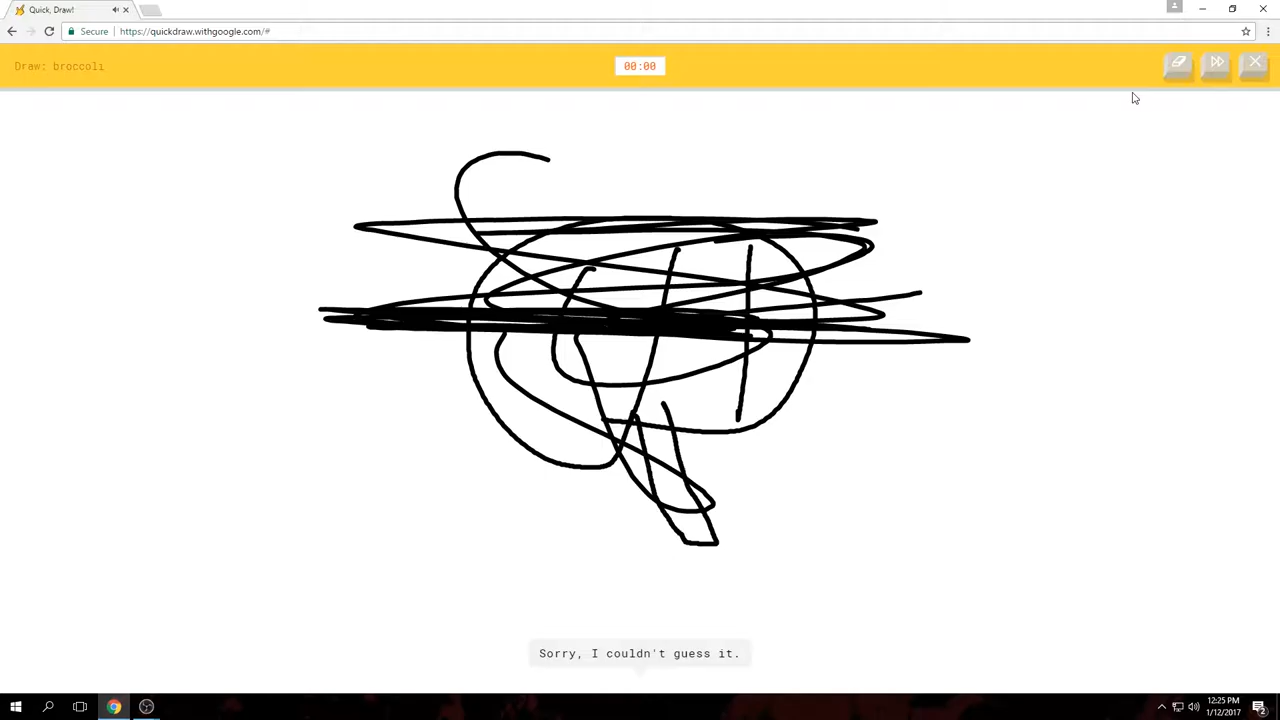 Quick, Draw!
Secure
https://quickdraw.withgoogle.com/#
Draw: broccoli
00:00
Sorry, I couldn't guess it.
12:25 PM
1/12/2017
2